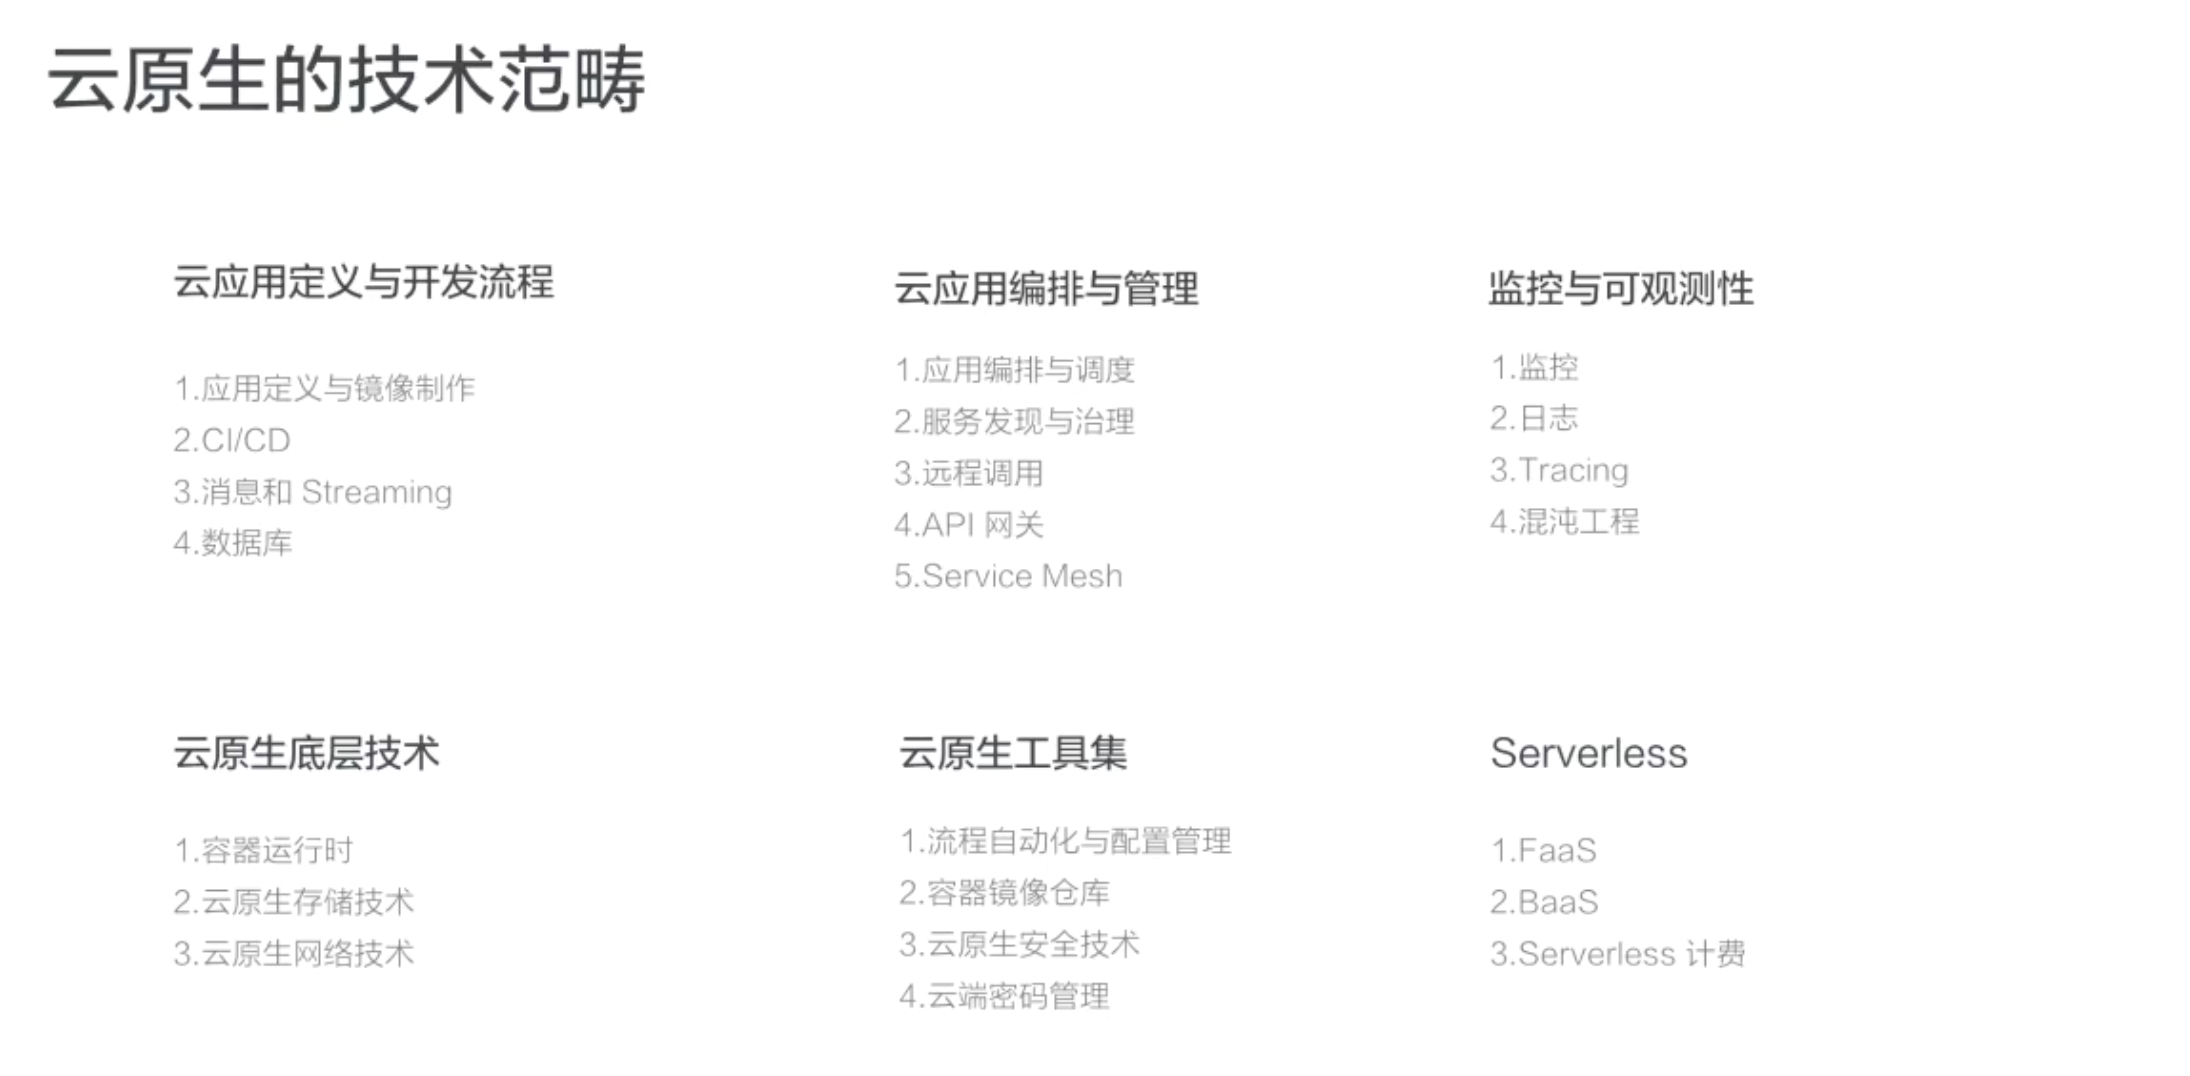 云原生的技术范畴
云应用定义与开发流程
1.应用定义与镜像制作
2.CI/CD
3.消息和 Streaming
4.数据库
云应用编排与管理
1.应用编排与调度
2.服务发现与治理
3.远程调用
4.API 网关
5.Service Mesh
监控与可观测性
1.监控
2.日志
3.Tracing
4.混沌工程
云原生底层技术
1.容器运行时
2.云原生存储技术
3.云原生网络技术
云原生工具集
1.流程自动化与配置管理
2.容器镜像仓库
3.云原生安全技术
4.云端密码管理
Serverless
1.FaaS
2.BaaS
3.Serverless 计费